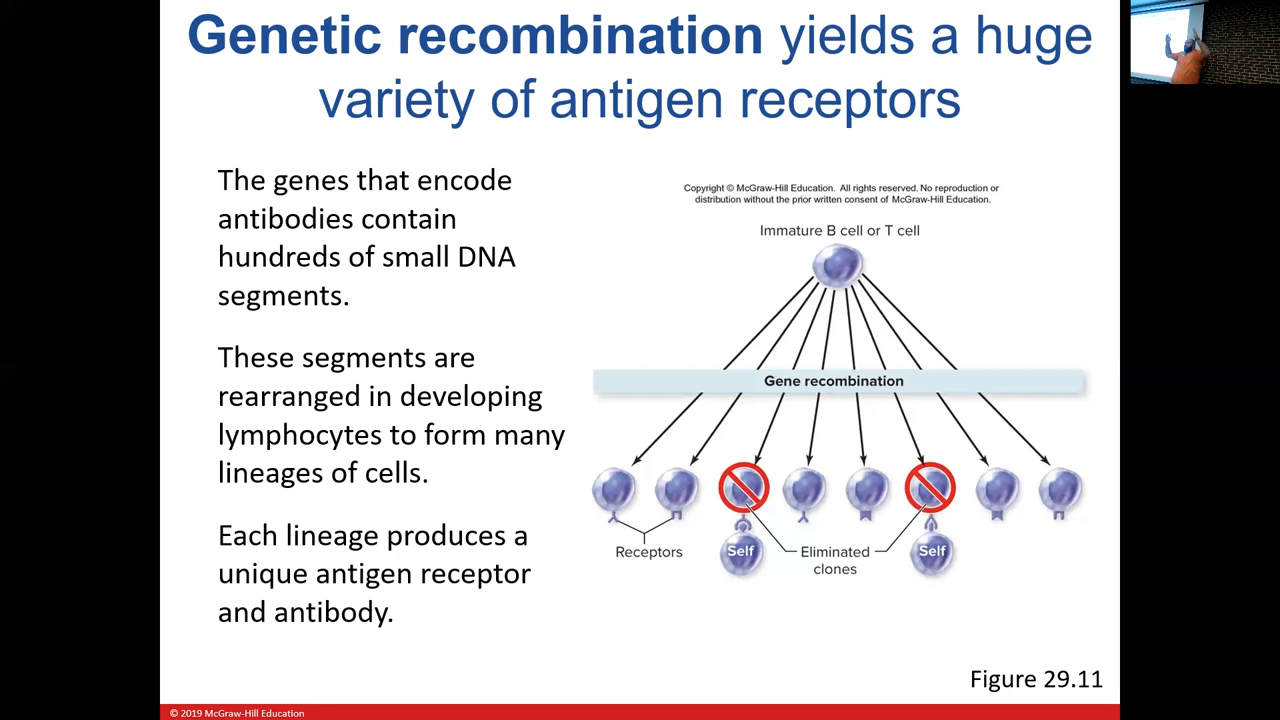 Genetic recombination yields a huge
variety of antigen receptors
The genes that encode
antibodies contain
hundreds of small DNA
segments.
These segments are
rearranged in developing
lymphocytes to form many
lineages of cells.
Each lineage produces a
unique antigen receptor
and antibody.
Copyright © McGraw-Hill Education. All rights reserved. No reproduction or
distribution without the prior written consent of McGraw-Hill Education.
Immature B cell or T cell
Gene recombination
Receptors
Self
Eliminated
clones
Self
Figure 29.11
© 2019 McGraw-Hill Education